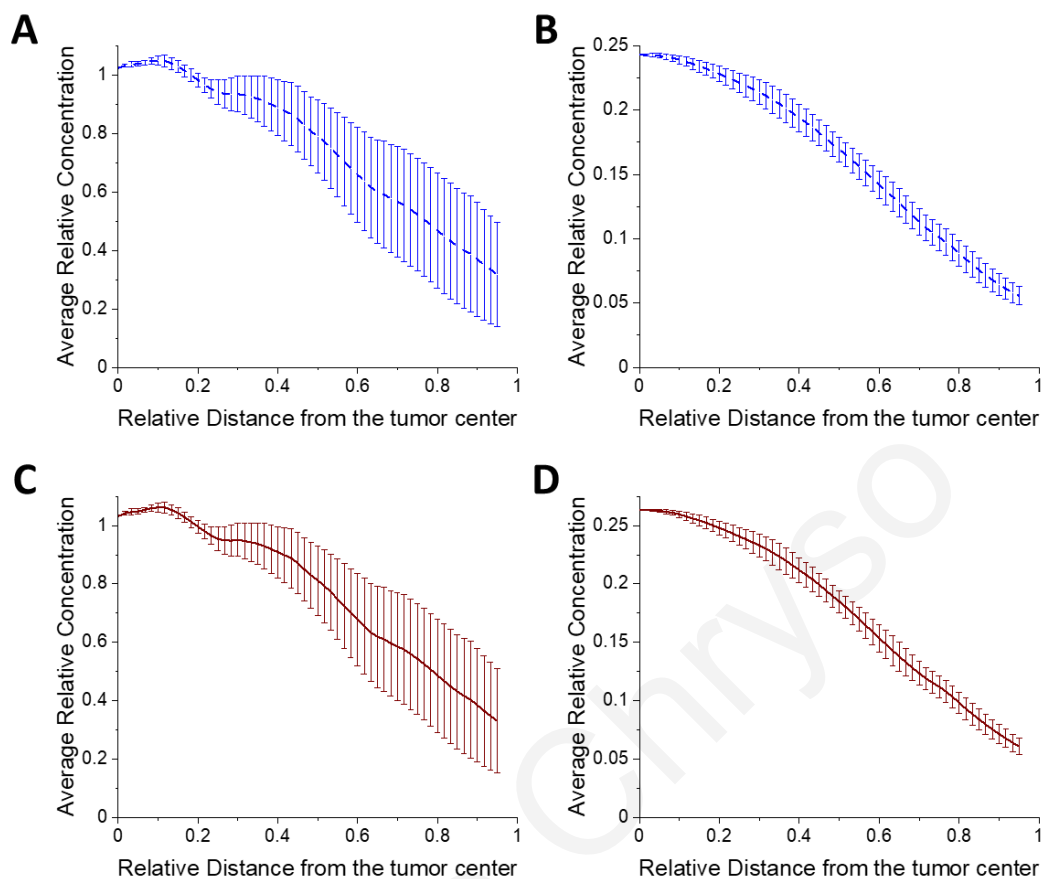 A
Average Relative Concentration
1
0.8
0.6
0.4
0.2
0
0 0.2 0.4 0.6 0.8 1
Relative Distance from the tumor center
B
Average Relative Concentration
0.25
0.2
0.15
0.1
0.05
0
0 0.2 0.4 0.6 0.8 1
Relative Distance from the tumor center
C
Average Relative Concentration
1
0.8
0.6
0.4
0.2
0
0 0.2 0.4 0.6 0.8 1
Relative Distance from the tumor center
D
Average Relative Concentration
0.25
0.2
0.15
0.1
0.05
0
0 0.2 0.4 0.6 0.8 1
Relative Distance from the tumor center
Chryso